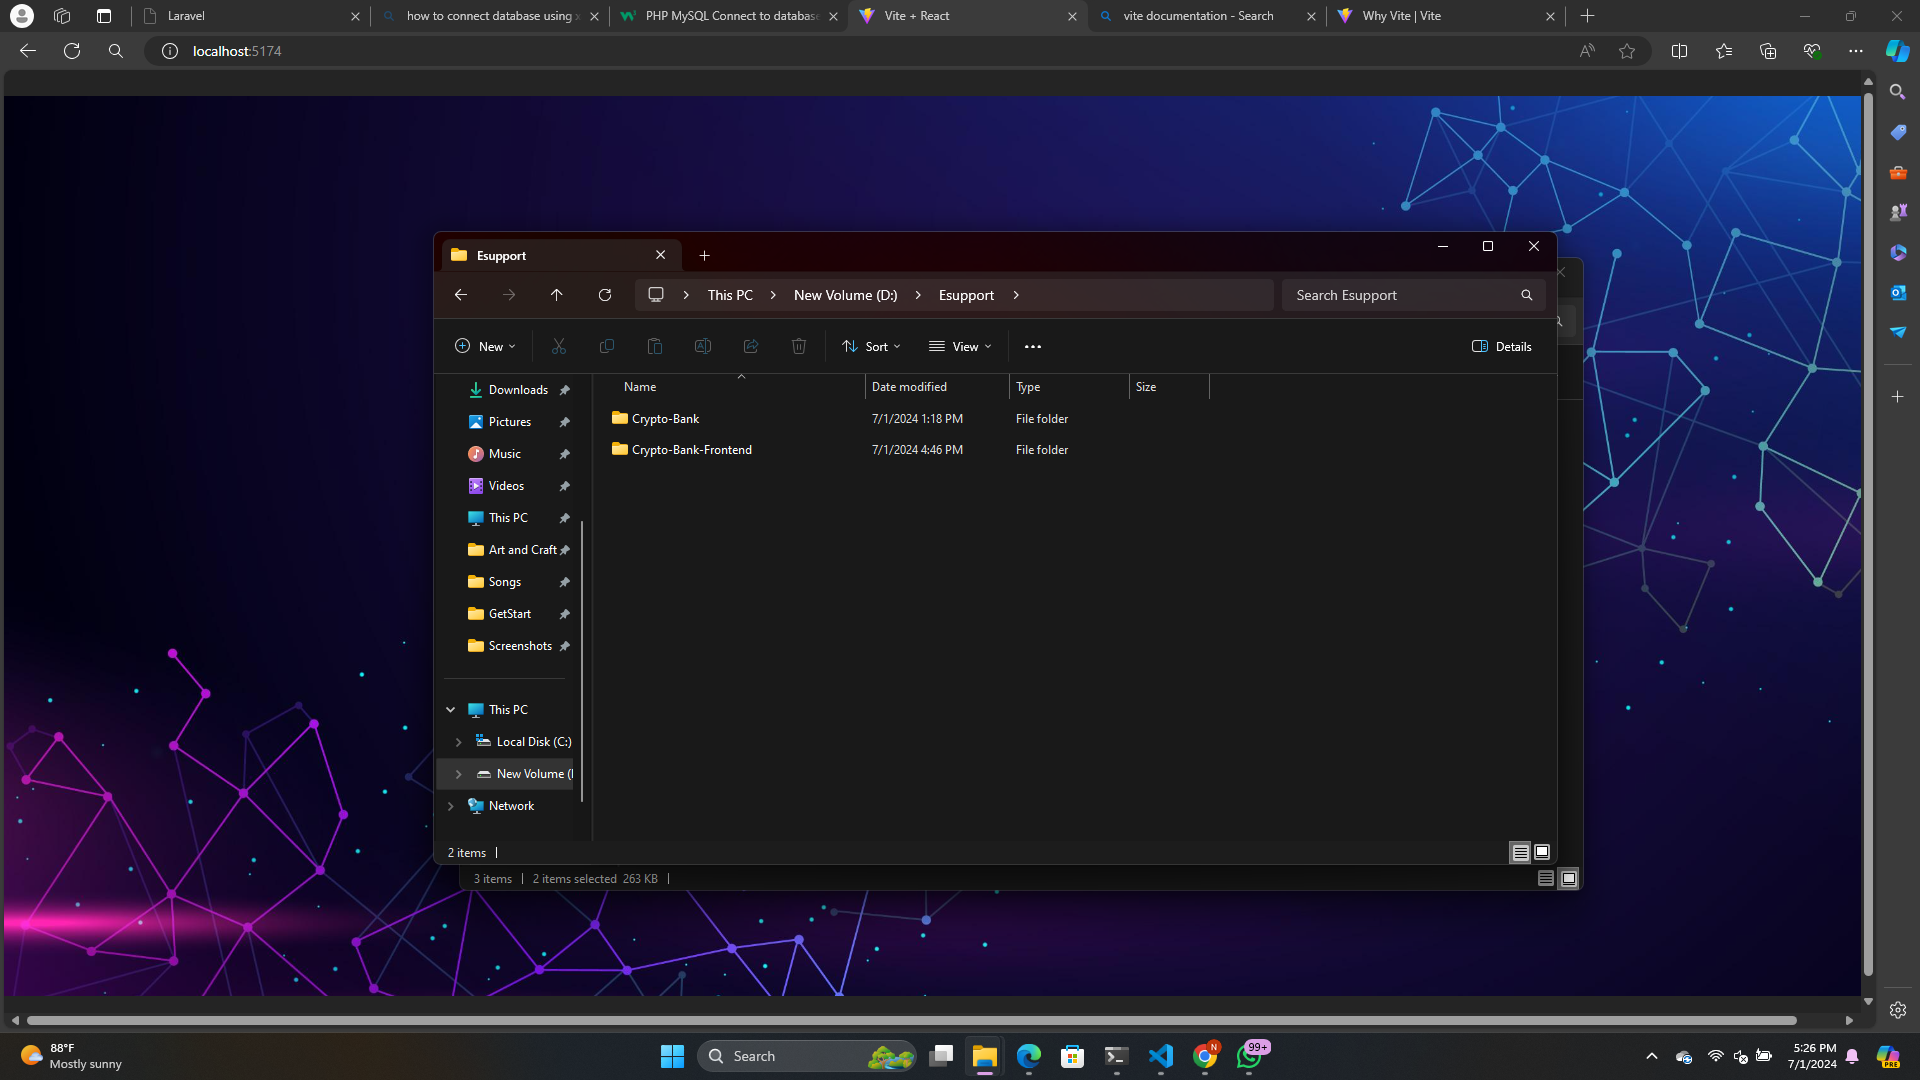 Laravel
how to connect database using x
PHP MySQL Connect to database
Vite + React
vite documentation - Search
Why Vite | Vite
localhost:5174
Esupport
This PC
New Volume (D:)
Esupport
Search Esupport
New
Sort
View
Details
Name
Date modified
Type
Size
Crypto-Bank
7/1/2024 1:18 PM
File folder
Crypto-Bank-Frontend
7/1/2024 4:46 PM
File folder
Downloads
Pictures
Music
Videos
This PC
Art and Craft
Songs
GetStart
Screenshots
This PC
Local Disk (C:)
New Volume (
Network
2 items
3 items
2 items selected 263 KB
88°F
Mostly sunny
Search
N
99+
5:26 PM
7/1/2024
PRE